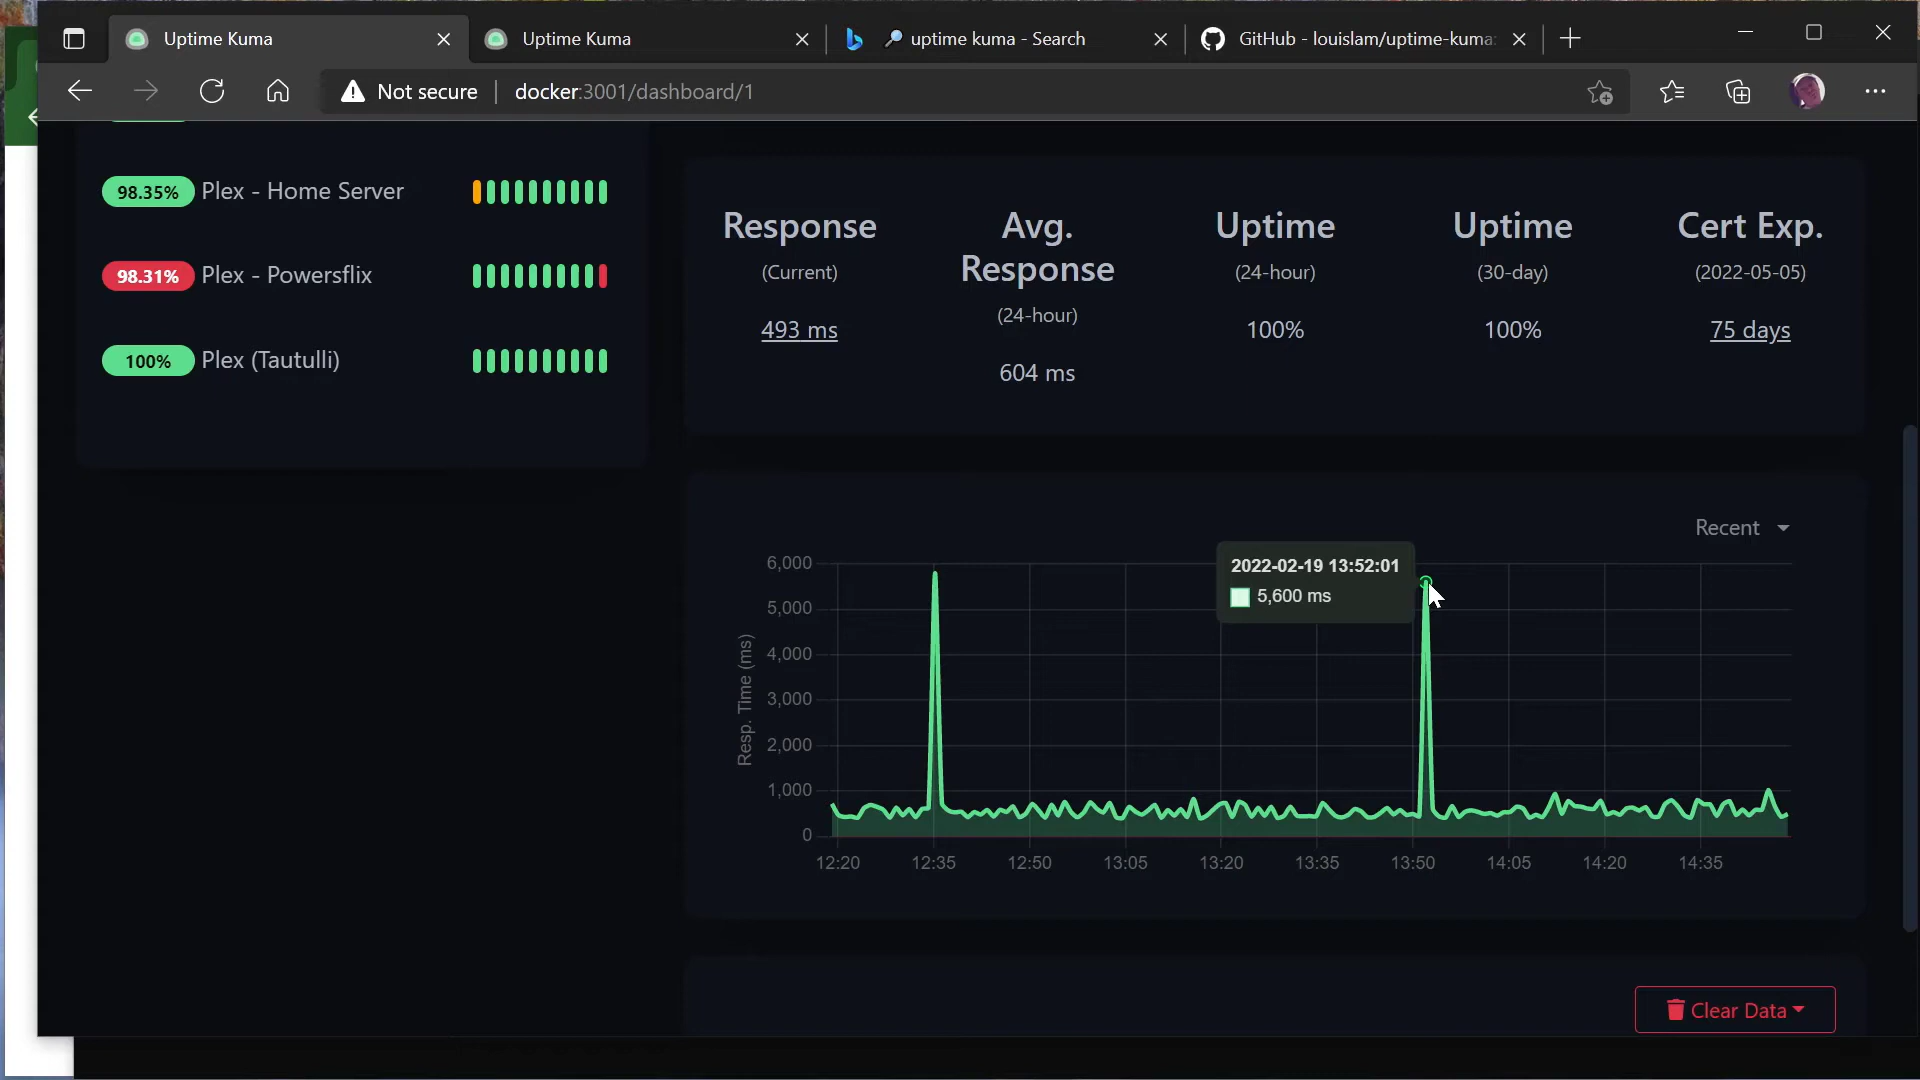 Uptime Kuma
Uptime Kuma
uptime kuma - Search
GitHub - louislam/uptime-kuma:
Not secure
docker:3001/dashboard/1
98.35% Plex - Home Server
98.31% Plex - Powersflix
100% Plex (Tautulli)
Response
(Current)
493 ms
Avg.
Response
(24-hour)
604 ms
Uptime
(24-hour)
100%
Uptime
(30-day)
100%
Cert Exp.
(2022-05-05)
75 days
Recent
2022-02-19 13:52:01
5,600 ms
Resp. Time (ms)
6,000
5,000
4,000
3,000
2,000
1,000
0
12:20 12:35 12:50 13:05 13:20 13:35 13:50 14:05 14:20 14:35
Clear Data